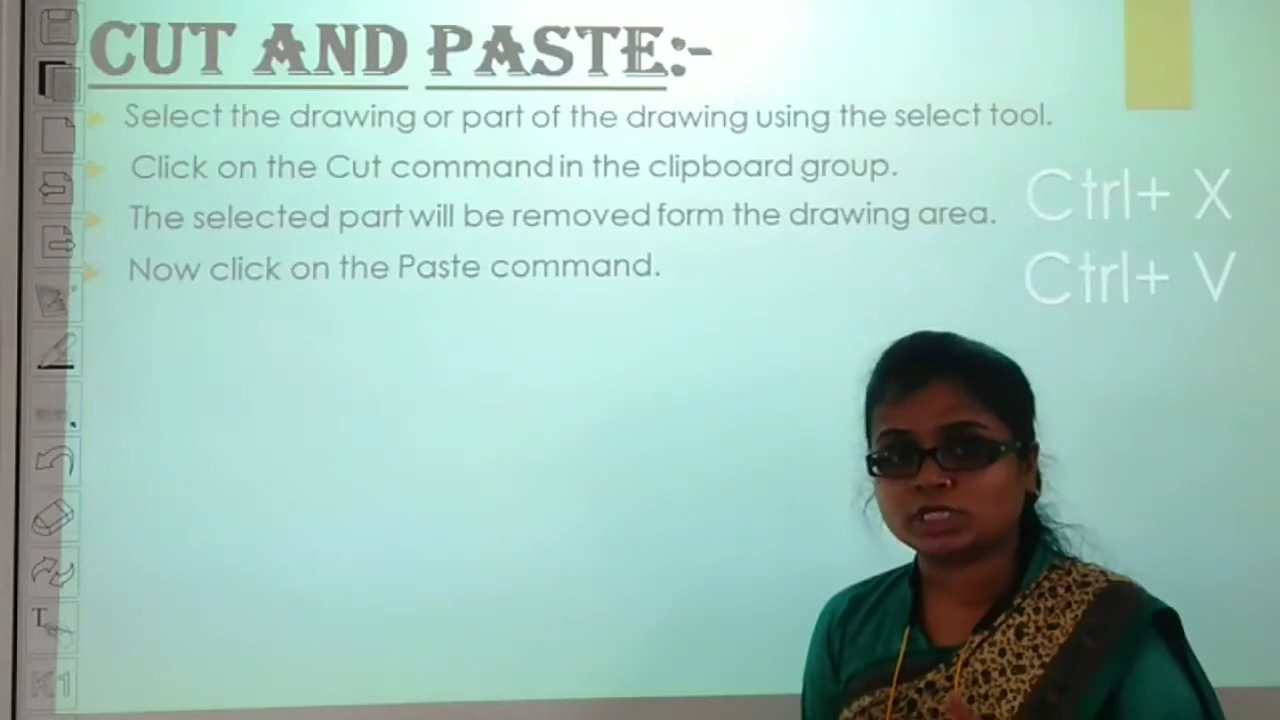 CUT AND PASTE:-
Select the drawing or part of the drawing using the select tool.
Click on the Cut command in the clipboard group.
The selected part will be removed form the drawing area.
Now click on the Paste command.
Ctrl+ X
Ctrl+ V
T